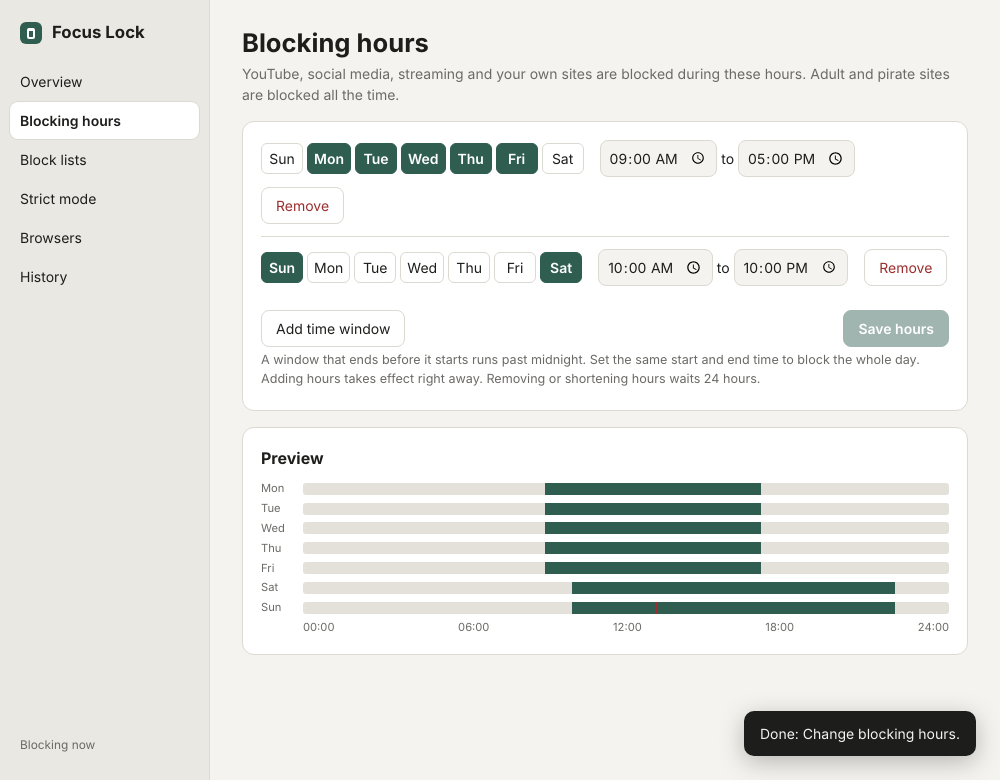 Focus Lock
Overview
Blocking hours
Block lists
Strict mode
Browsers
History
Blocking now
Blocking hours
YouTube, social media, streaming and your own sites are blocked during these hours. Adult and pirate sites
are blocked all the time.
Sun Mon Tue Wed Thu Fri Sat 09:00 AM to 05:00 PM
Remove
Sun Mon Tue Wed Thu Fri Sat 10:00 AM to 10:00 PM Remove
Add time window Save hours
A window that ends before it starts runs past midnight. Set the same start and end time to block the whole day.
Adding hours takes effect right away. Removing or shortening hours waits 24 hours.
Preview
Mon
Tue
Wed
Thu
Fri
Sat
Sun
00:00 06:00 12:00 18:00 24:00
Done: Change blocking hours.